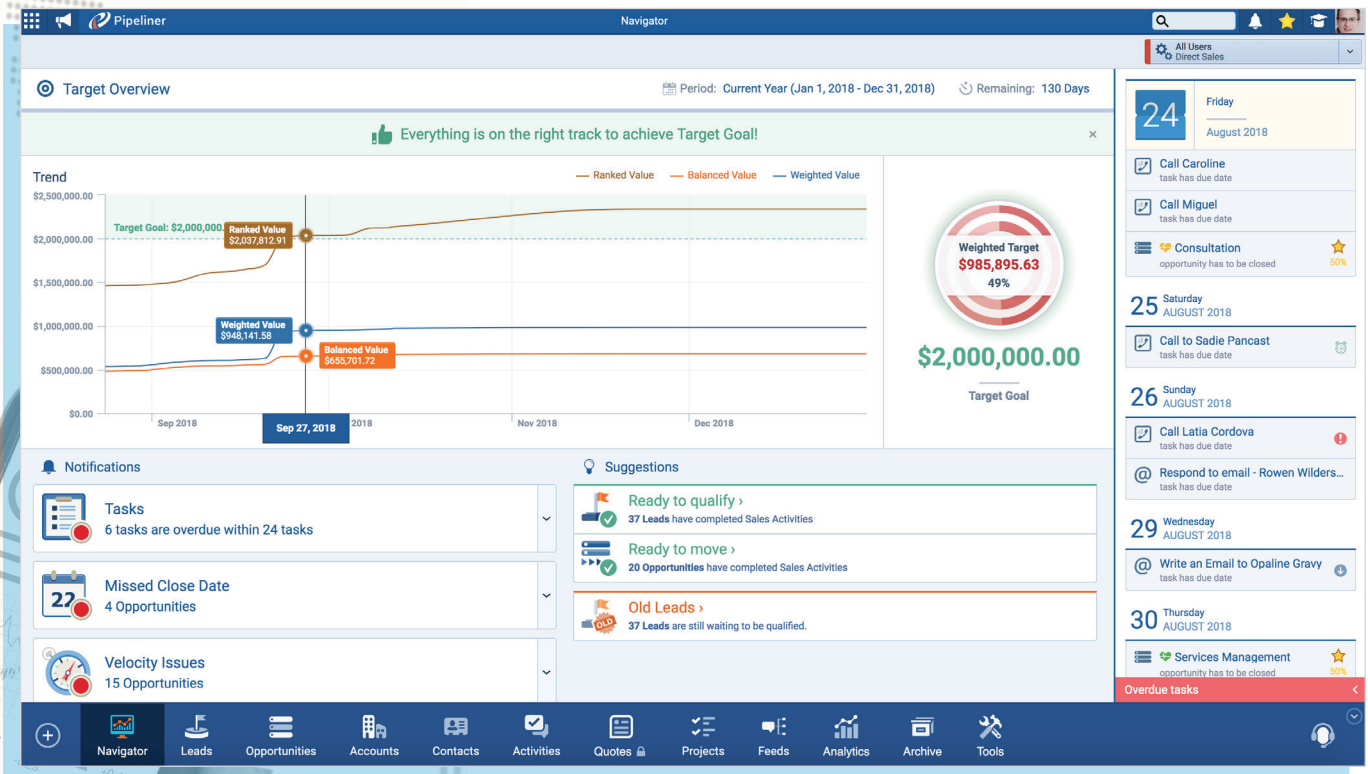 Pipeliner
Navigator
All Users
Direct Sales
Target Overview
Period: Current Year (Jan 1, 2018 - Dec 31, 2018)
Remaining: 130 Days
Everything is on the right track to achieve Target Goal!
×
Trend
Ranked Value
Balanced Value
Weighted Value
$2,500,000.00
Target Goal: $2,000,000.
Ranked Value
$2,037,812.91
$2,000,000.00
$1,500,000.00
$1,000,000.00
Weighted Value
$948,141.58
Balanced Value
$655,701.72
$500,000.00
$0.00
Sep 2018
Sep 27, 2018
2018
Nov 2018
Dec 2018
Weighted Target
$985,895.63
49%
$2,000,000.00
Target Goal
Notifications
Tasks
6 tasks are overdue within 24 tasks
22
Missed Close Date
4 Opportunities
Velocity Issues
15 Opportunities
Suggestions
Ready to qualify ›
37 Leads have completed Sales Activities
Ready to move ›
20 Opportunities have completed Sales Activities
OLD
Old Leads ›
37 Leads are still waiting to be qualified.
24
Friday
August 2018
Call Caroline
task has due date
Call Miguel
task has due date
Consultation
opportunity has to be closed
50%
25 Saturday
AUGUST 2018
Call to Sadie Pancast
task has due date
26 Sunday
AUGUST 2018
Call Latia Cordova
task has due date
Respond to email - Rowen Wilders...
task has due date
29 Wednesday
AUGUST 2018
Write an Email to Opaline Gravy
task has due date
30 Thursday
AUGUST 2018
Services Management
opportunity has to be closed
50%
Overdue tasks
Navigator
Leads
Opportunities
Accounts
Contacts
Activities
Quotes
Projects
Feeds
Analytics
Archive
Tools